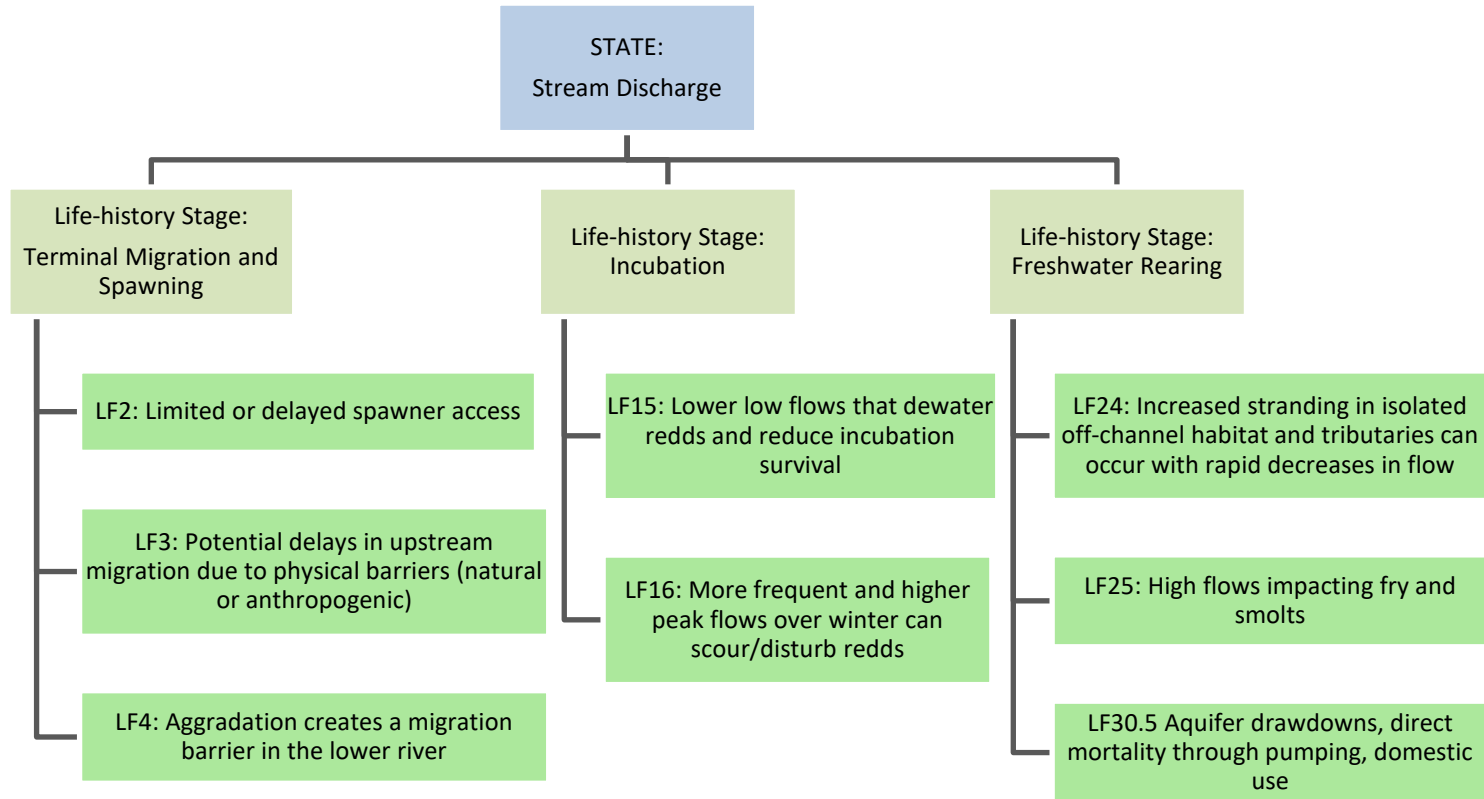 STATE:
Stream Discharge
Life-history Stage:
Terminal Migration and
Spawning
LF2: Limited or delayed spawner access
LF3: Potential delays in upstream
migration due to physical barriers (natural
or anthropogenic)
LF4: Aggradation creates a migration
barrier in the lower river
Life-history Stage:
Incubation
LF15: Lower low flows that dewater
redds and reduce incubation
survival
LF16: More frequent and higher
peak flows over winter can
scour/disturb redds
Life-history Stage:
Freshwater Rearing
LF24: Increased stranding in isolated
off-channel habitat and tributaries can
occur with rapid decreases in flow
LF25: High flows impacting fry and
smolts
LF30.5 Aquifer drawdowns, direct
mortality through pumping, domestic
use